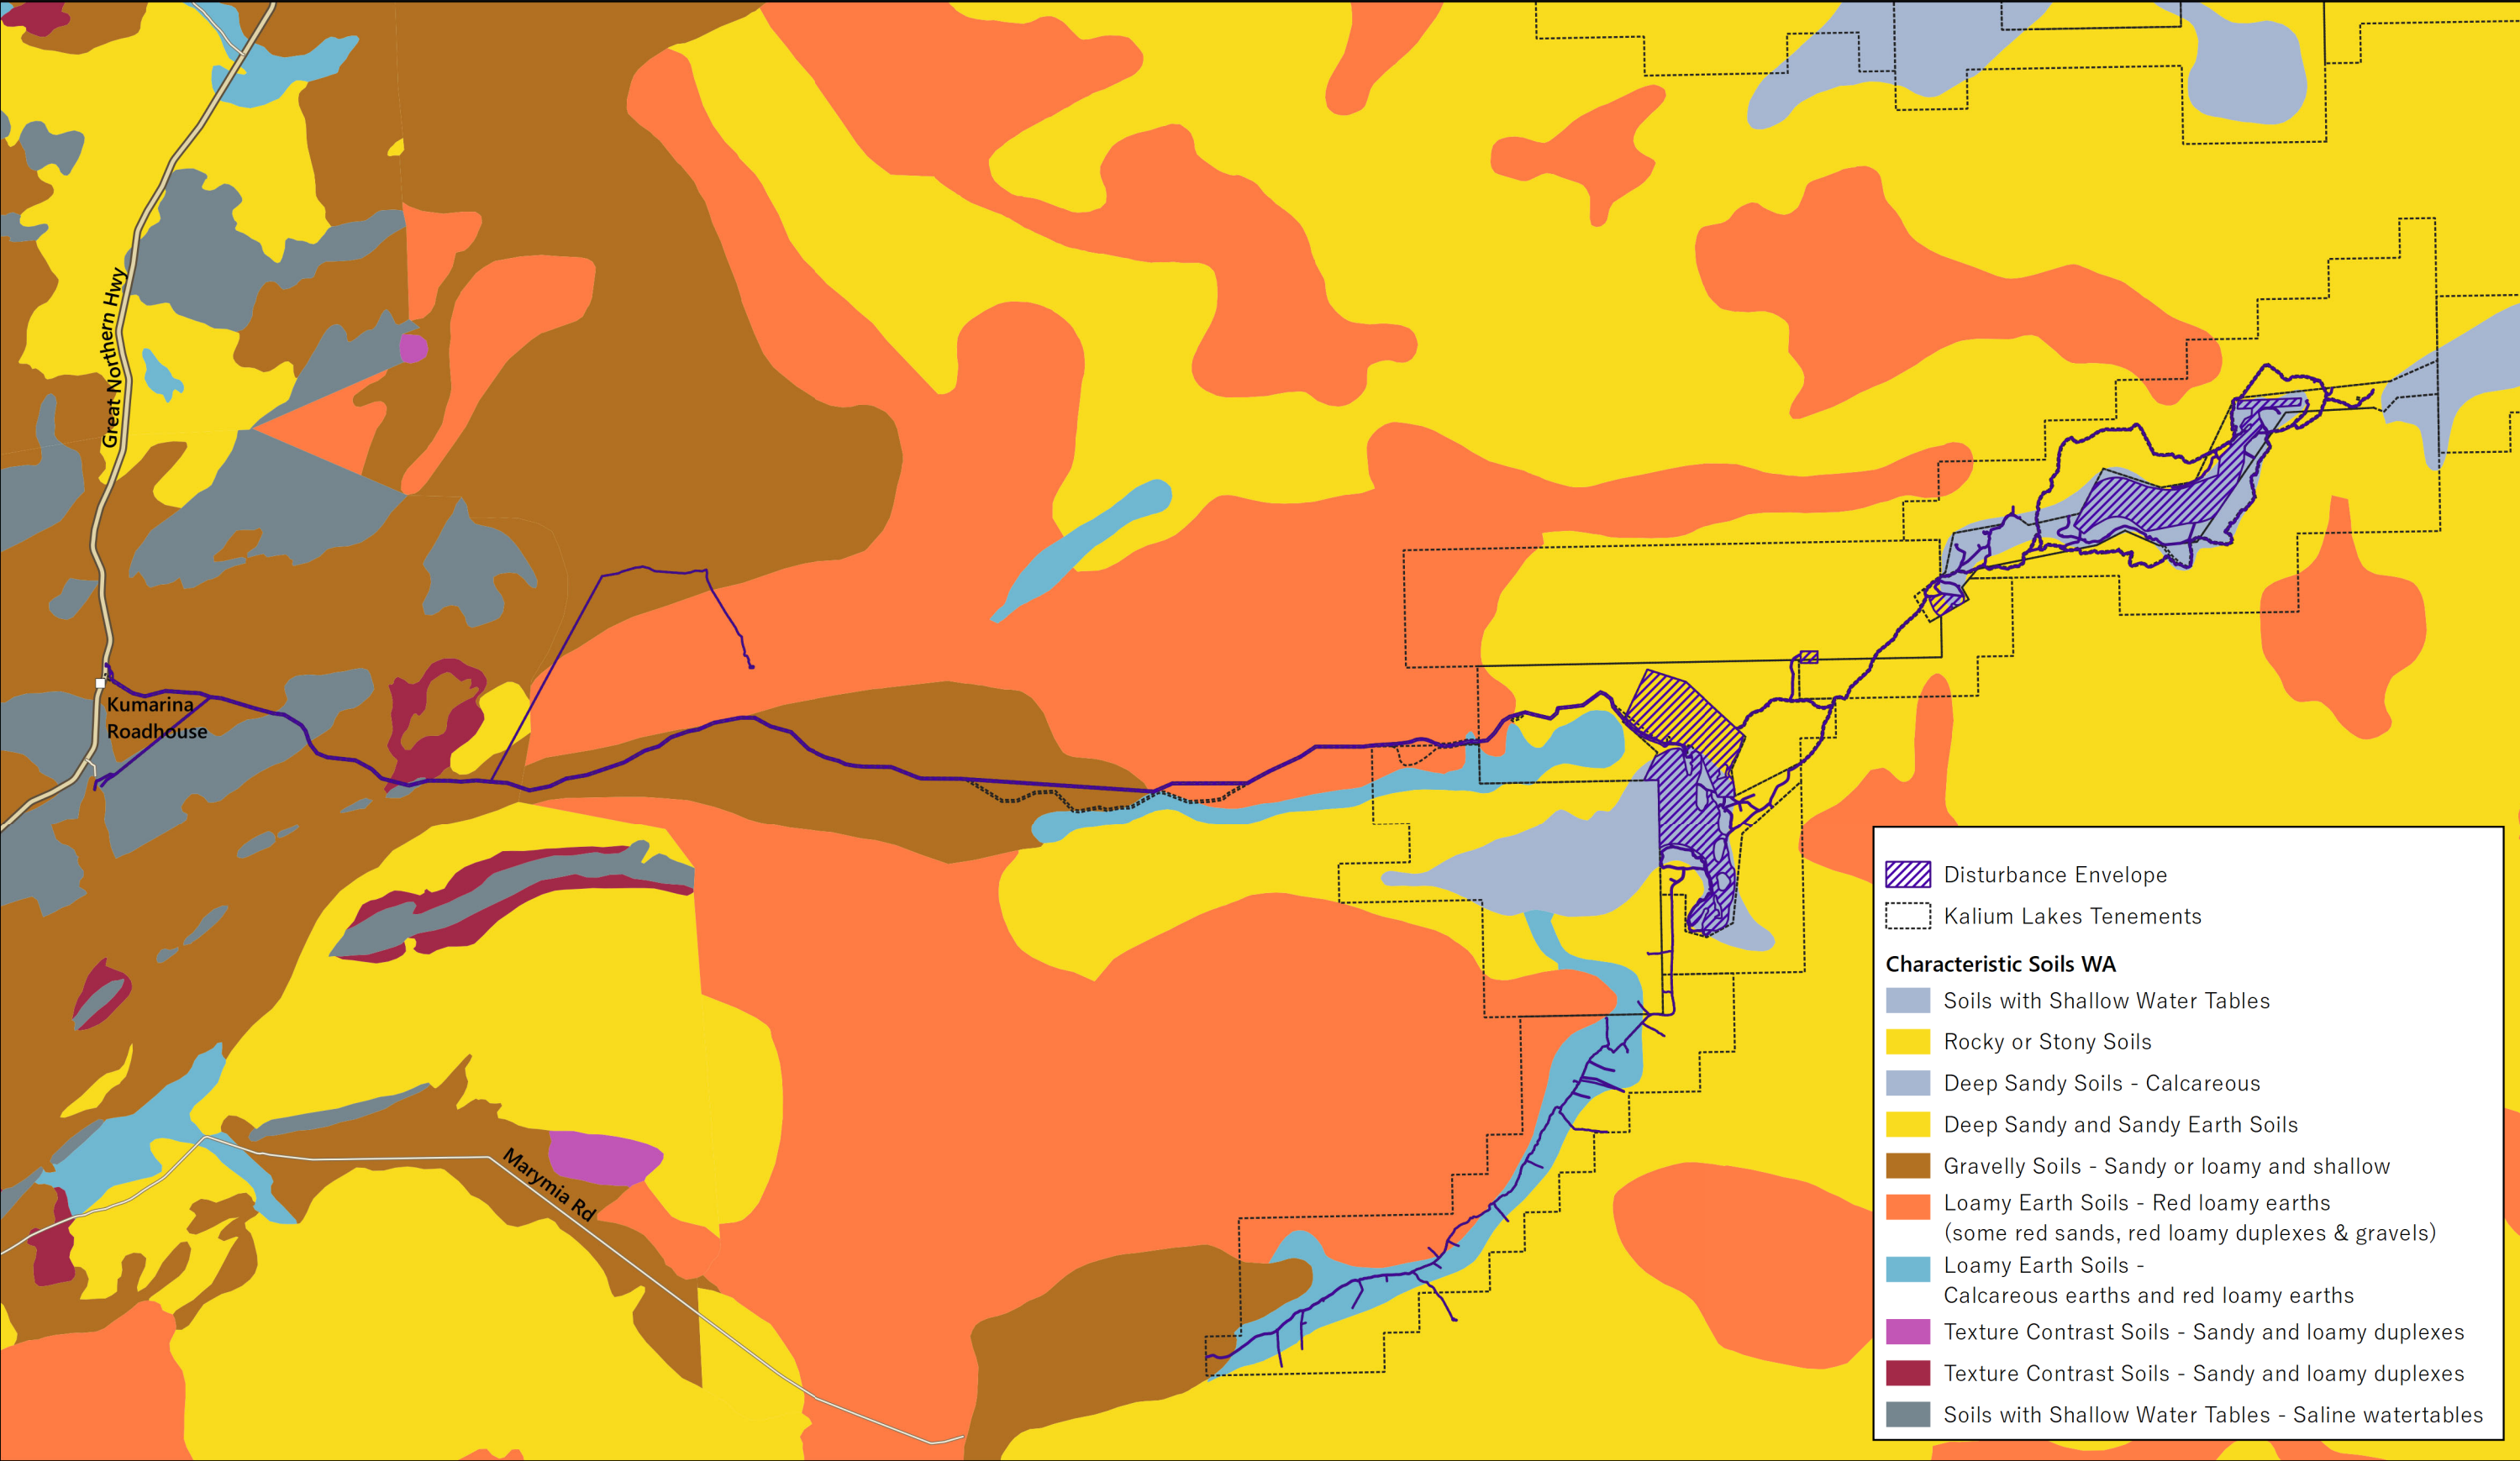 Great Northern Hwy
Kumarina
Roadhouse
Marymia Rd
Disturbance Envelope
Kalium Lakes Tenements
Characteristic Soils WA
Soils with Shallow Water Tables
Rocky or Stony Soils
Deep Sandy Soils - Calcareous
Deep Sandy and Sandy Earth Soils
Gravelly Soils - Sandy or loamy and shallow
Loamy Earth Soils - Red loamy earths
(some red sands, red loamy duplexes & gravels)
Loamy Earth Soils -
Calcareous earths and red loamy earths
Texture Contrast Soils - Sandy and loamy duplexes
Texture Contrast Soils - Sandy and loamy duplexes
Soils with Shallow Water Tables - Saline watertables